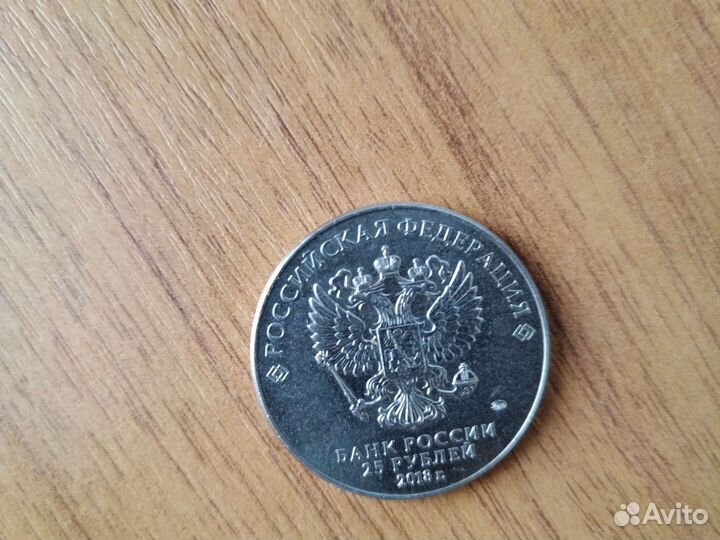 РОССИЙСКАЯ ФЕДЕРАЦИЯ
БАНК РОССИИ
25 РУБЛЕЙ
2018 г.
Avito